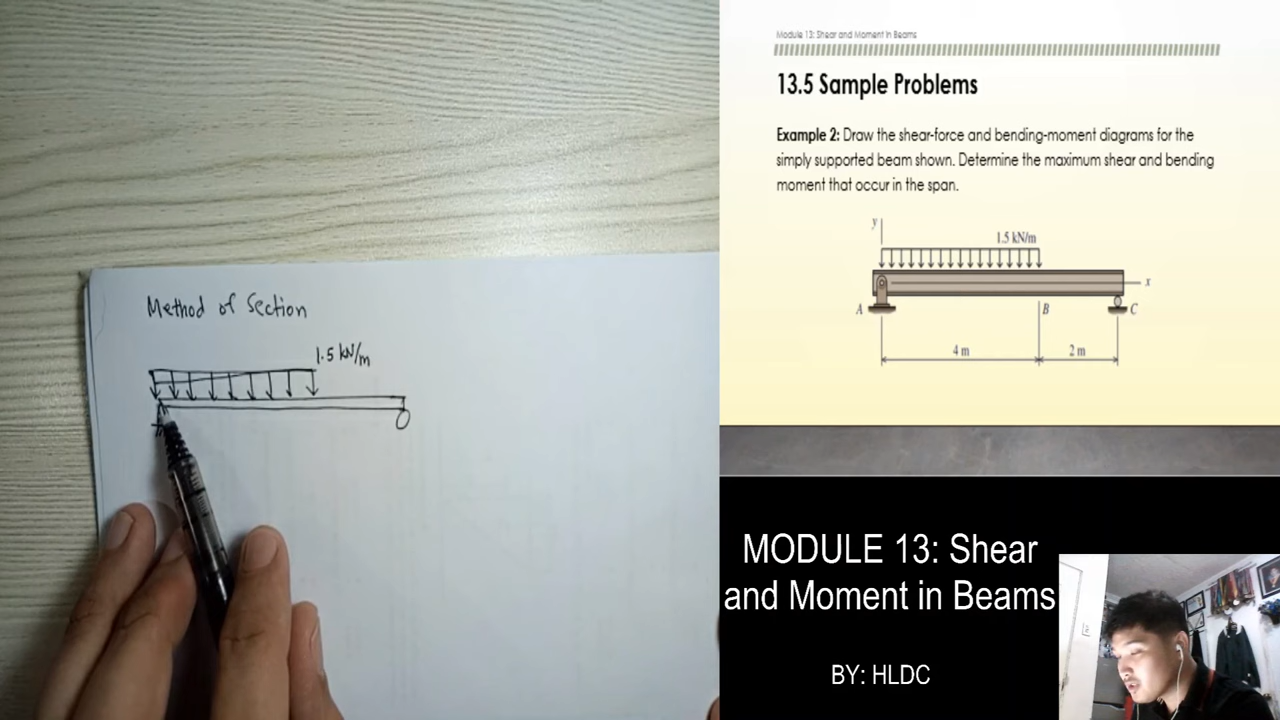 Method of Section
1.5 kN/m
Module 13: Shear and Moment in Beams
13.5 Sample Problems
Example 2: Draw the shear-force and bending-moment diagrams for the
simply supported beam shown. Determine the maximum shear and bending
moment that occur in the span.
y
1.5 kN/m
x
A
B
C
4 m
2 m
MODULE 13: Shear
and Moment in Beams
BY: HLDC